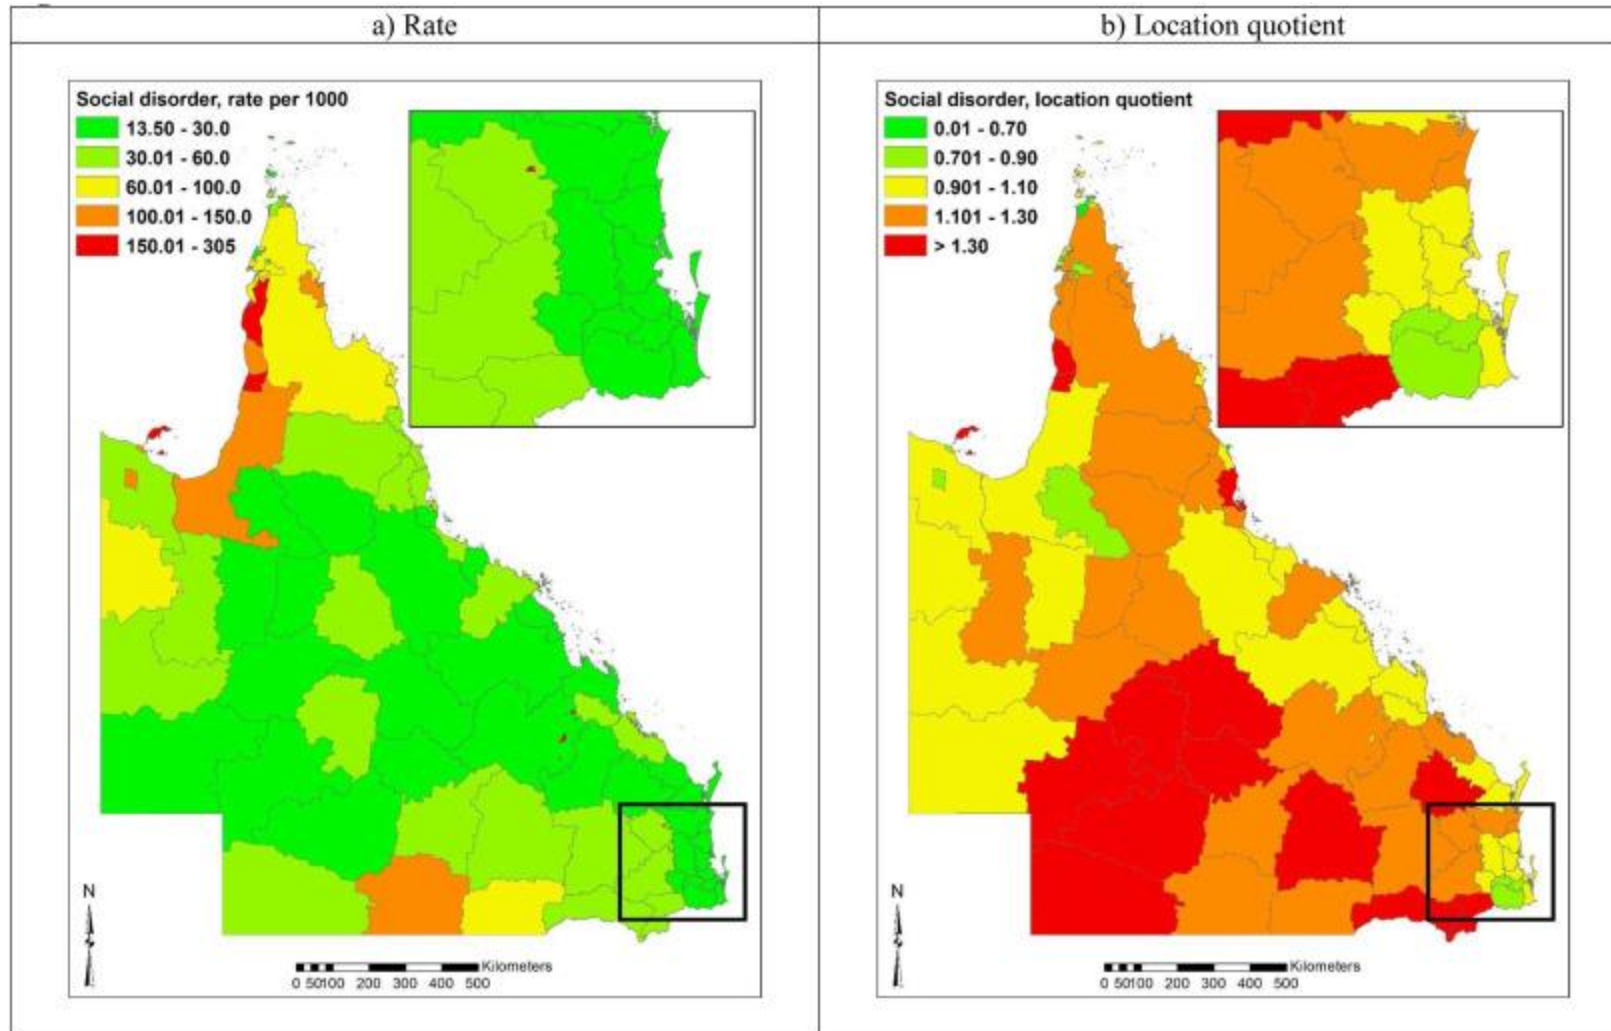 a) Rate
b) Location quotient
Social disorder, rate per 1000
13.50 - 30.0
30.01 - 60.0
60.01 - 100.0
100.01 - 150.0
150.01 - 305
N
Kilometers
0 50100 200 300 400 500
Social disorder, location quotient
0.01 - 0.70
0.701 - 0.90
0.901 - 1.10
1.101 - 1.30
> 1.30
N
Kilometers
0 50100 200 300 400 500